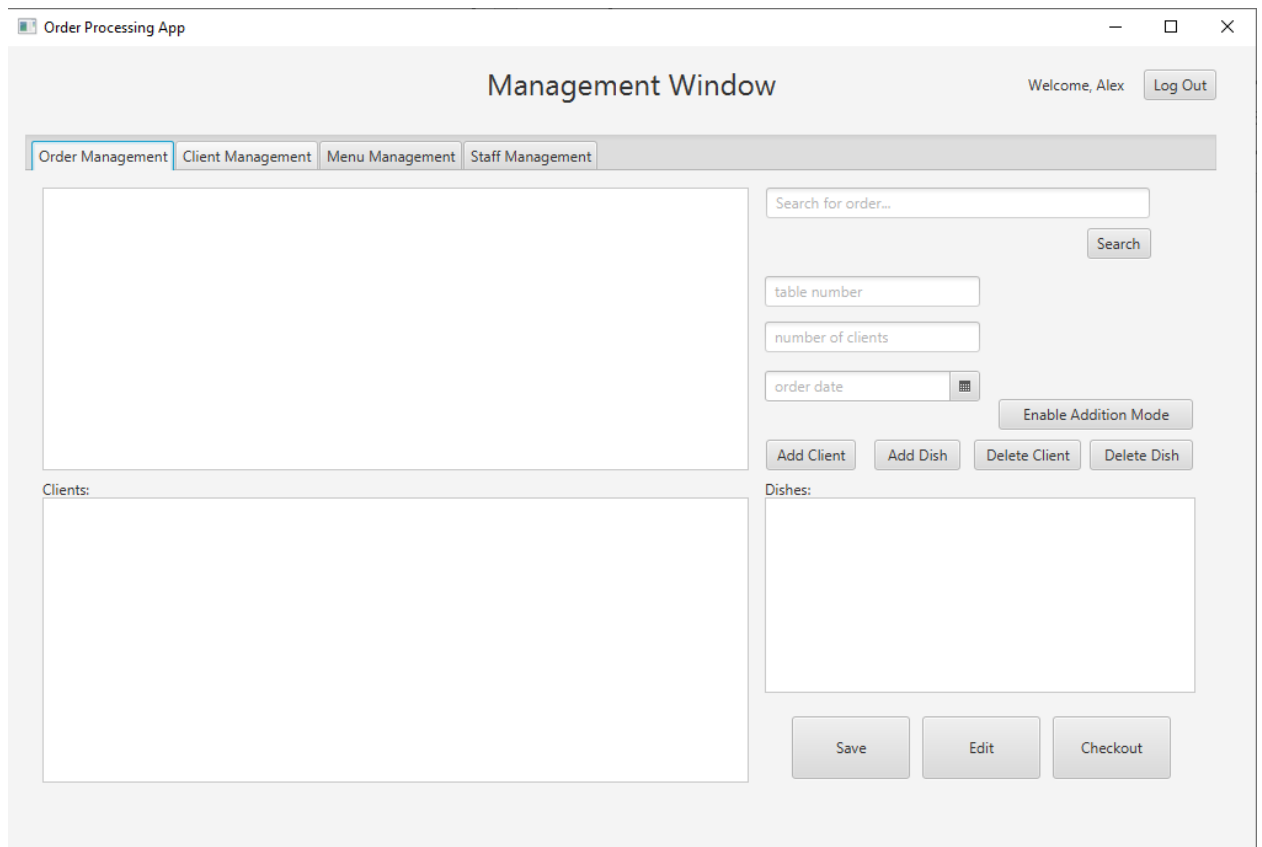 Order Processing App
Management Window
Welcome, Alex
Log Out
Order Management
Client Management
Menu Management
Staff Management
Search for order...
Search
table number
number of clients
order date
Enable Addition Mode
Add Client
Add Dish
Delete Client
Delete Dish
Clients:
Dishes:
Save
Edit
Checkout